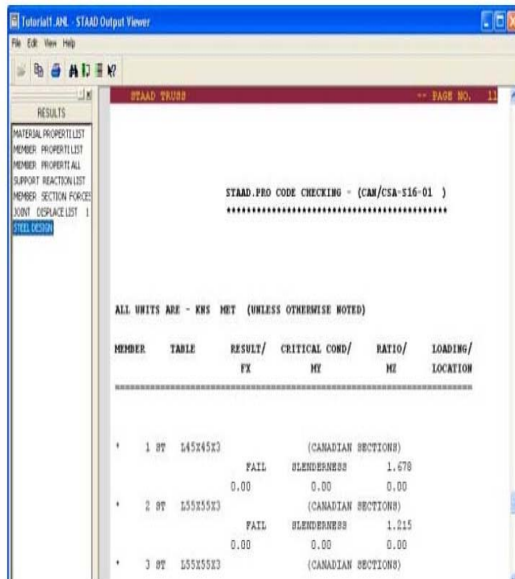 Tutorial1.ANL - STAAD Output Viewer
File Edit View Help
RESULTS
MATERIAL PROPERTI LIST
MEMBER PROPERTI LIST
MEMBER PROPERTI ALL
SUPPORT REACTION LIST
MEMBER SECTION FORCES
JOINT DISPLACE LIST 1
STEEL DESIGN
STAAD TRUSS -- PAGE NO. 11
STAAD.PRO CODE CHECKING - (CAN/CSA-S16-01 )
***********************************************
ALL UNITS ARE - KNS MET (UNLESS OTHERWISE NOTED)
MEMBER TABLE RESULT/ CRITICAL COND/ RATIO/ LOADING/
FX MY MZ LOCATION
=======================================================================
* 1 ST L45X45X3 (CANADIAN SECTIONS)
FAIL SLENDERNESS 1.678
0.00 0.00 0.00
* 2 ST L55X55X3 (CANADIAN SECTIONS)
FAIL SLENDERNESS 1.215
0.00 0.00 0.00
* 3 ST L55X55X3 (CANADIAN SECTIONS)